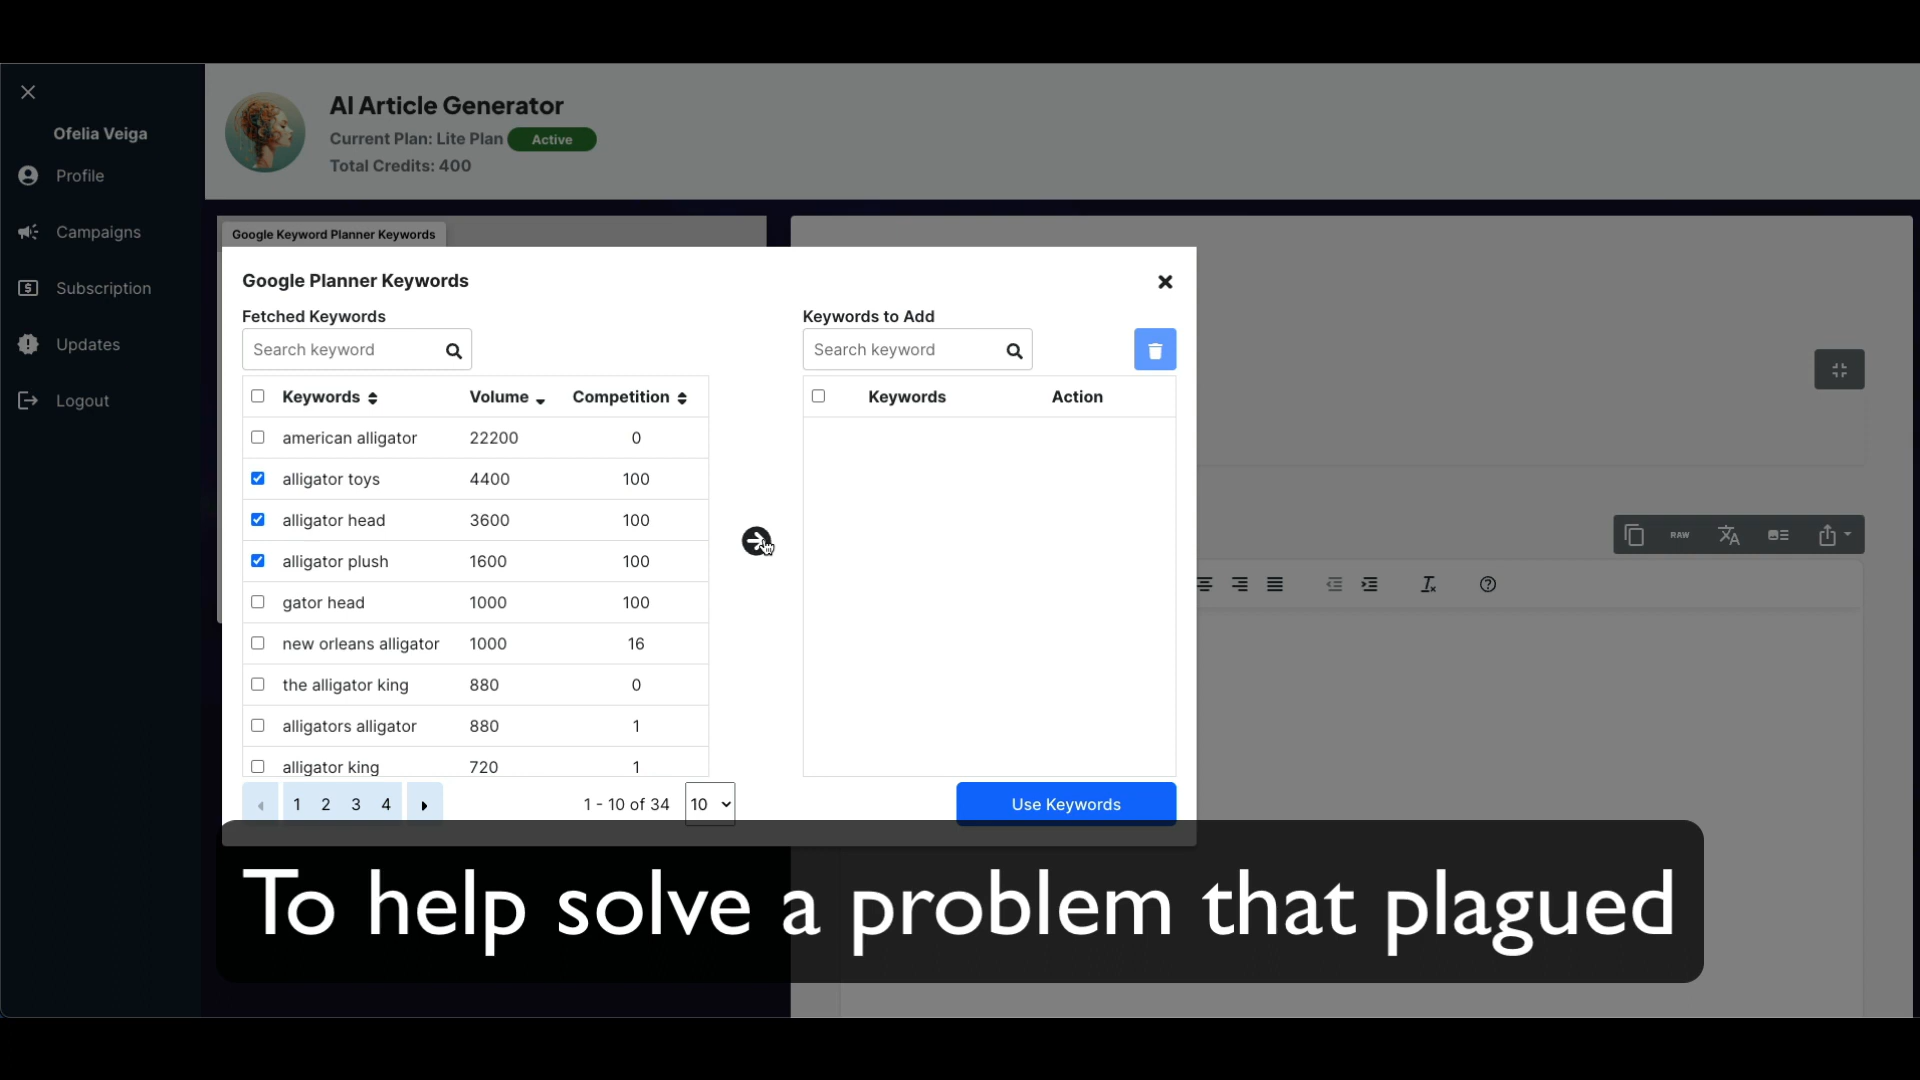 Ofelia Veiga
Profile
Campaigns
Subscription
Updates
Logout
AI Article Generator
Current Plan: Lite Plan Active
Total Credits: 400
Google Keyword Planner Keywords
Google Planner Keywords
Fetched Keywords
Search keyword
Keywords Volume Competition
american alligator 22200 0
alligator toys 4400 100
alligator head 3600 100
alligator plush 1600 100
gator head 1000 100
new orleans alligator 1000 16
the alligator king 880 0
alligators alligator 880 1
alligator king 720 1
1 2 3 4
1 - 10 of 34 10
Keywords to Add
Search keyword
Keywords Action
Use Keywords
RAW
To help solve a problem that plagued